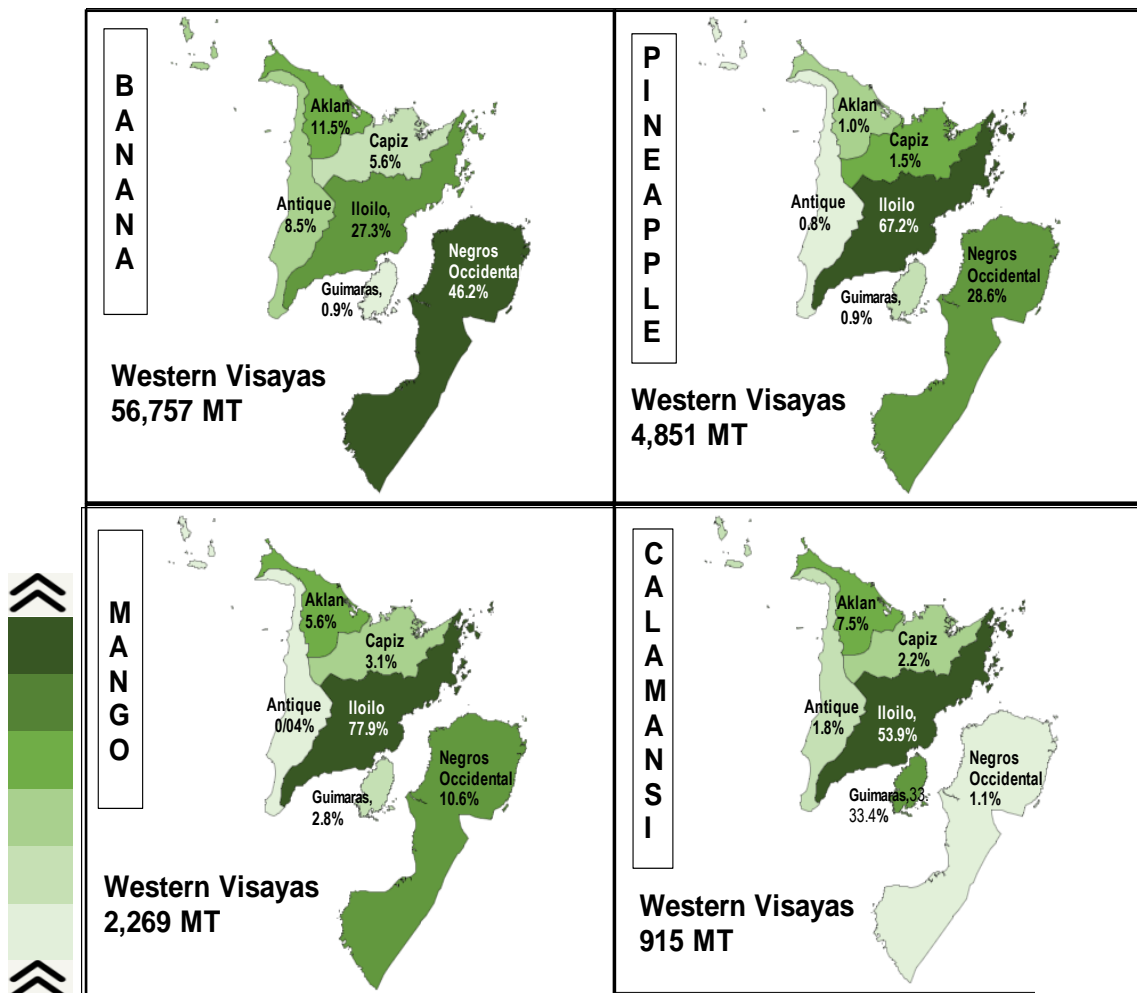 BANANA
Aklan
11.5%
Capiz
5.6%
Antique
8.5%
Iloilo,
27.3%
Negros
Occidental
46.2%
Guimaras,
0.9%
Western Visayas
56,757 MT
PINEAPPLE
Aklan
1.0%
Capiz
1.5%
Antique
0.8%
Iloilo
67.2%
Negros
Occidental
28.6%
Guimaras,
0.9%
Western Visayas
4,851 MT
MANGO
Aklan
5.6%
Capiz
3.1%
Antique
0/04%
Iloilo
77.9%
Negros
Occidental
10.6%
Guimaras,
2.8%
Western Visayas
2,269 MT
CALAMANSI
Aklan
7.5%
Capiz
2.2%
Antique
1.8%
Iloilo,
53.9%
Negros
Occidental
1.1%
Guimaras,33
33.4%
Western Visayas
915 MT